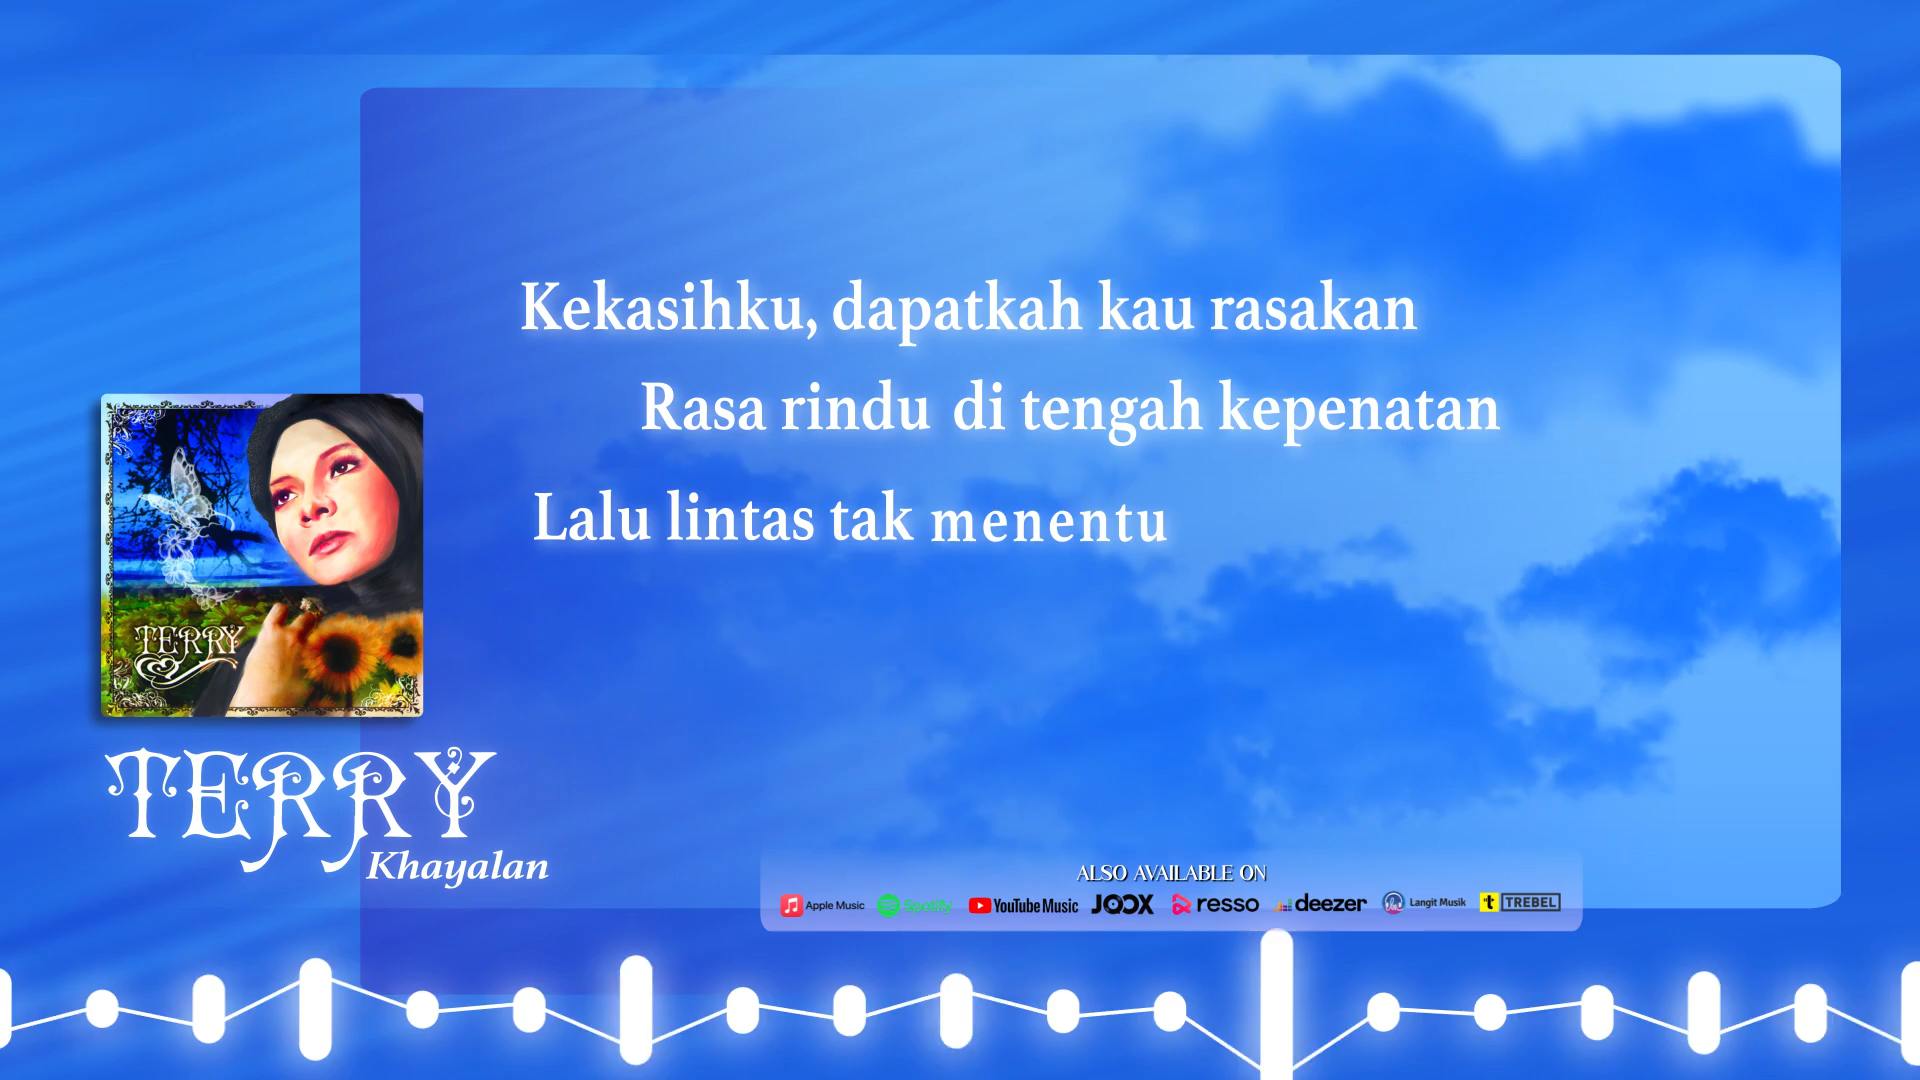 Kekasihku, dapatkah kau rasakan
Rasa rindu di tengah kepenatan
Lalu lintas tak menentu
TERRY
TERRY
Khayalan
ALSO AVAILABLE ON
Apple Music Spotify YouTube Music JOOX resso deezer Langit Musik t TREBEL